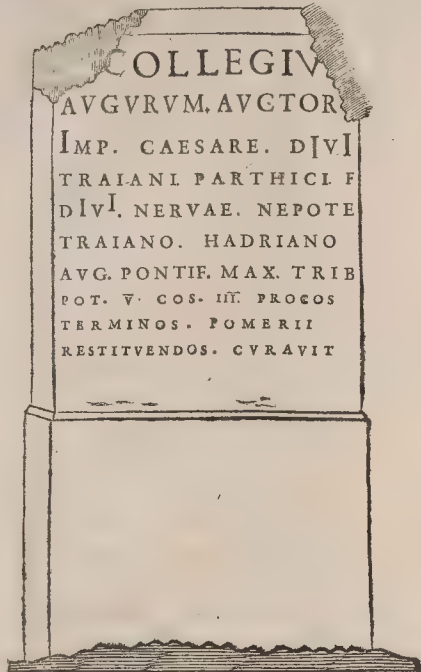 COLLEGIV
AVGVRVM. AVCTOR
IMP. CAESARE. DIVI
TRAIANI. PARTHICI. F
DIVI. NERVAE. NEPOTE
TRAIANO. HADRIANO
AVG. PONTIF. MAX. TRIB
POT. V. COS. III. PROCOS
TERMINOS. POMERII
RESTITVENDOS. CVRAVIT